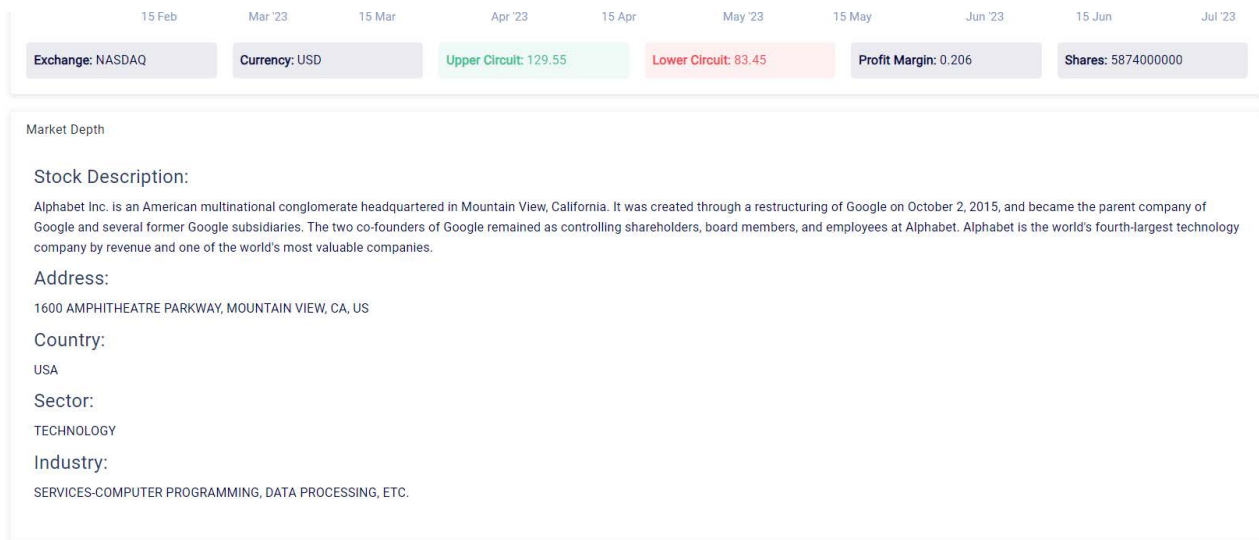 15 Feb Mar '23 15 Mar Apr '23 15 Apr May '23 15 May Jun '23 15 Jun Jul '23
Exchange: NASDAQ Currency: USD Upper Circuit: 129.55 Lower Circuit: 83.45 Profit Margin: 0.206 Shares: 5874000000
Market Depth
Stock Description:
Alphabet Inc. is an American multinational conglomerate headquartered in Mountain View, California. It was created through a restructuring of Google on October 2, 2015, and became the parent company of
Google and several former Google subsidiaries. The two co-founders of Google remained as controlling shareholders, board members, and employees at Alphabet. Alphabet is the world's fourth-largest technology
company by revenue and one of the world's most valuable companies.
Address:
1600 AMPHITHEATRE PARKWAY, MOUNTAIN VIEW, CA, US
Country:
USA
Sector:
TECHNOLOGY
Industry:
SERVICES-COMPUTER PROGRAMMING, DATA PROCESSING, ETC.